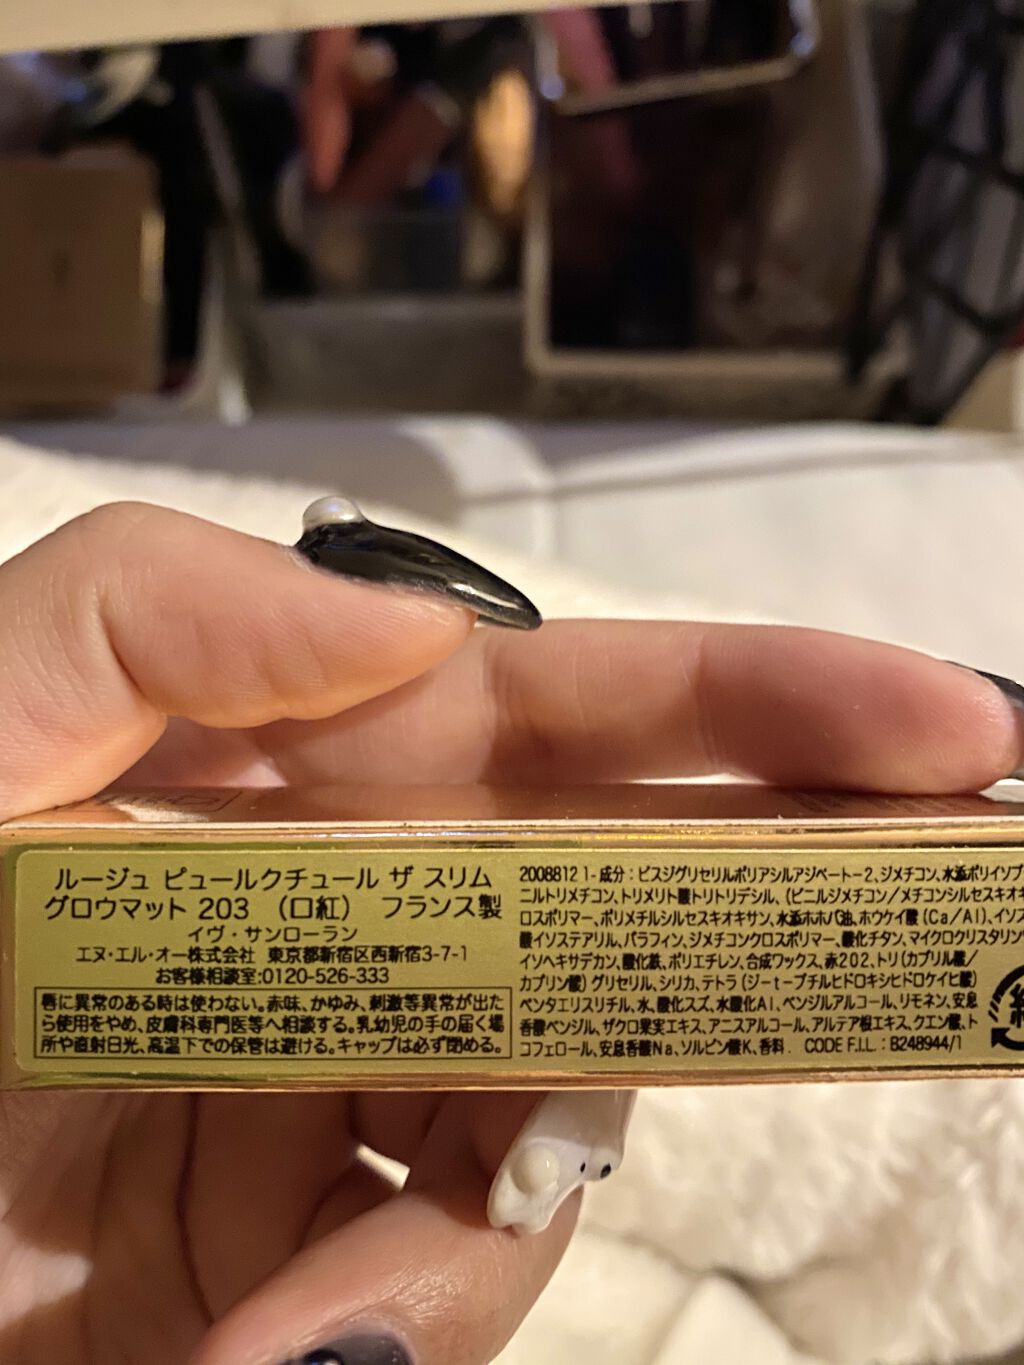 ルージュ ピュールクチュール ザ スリム
グロウマット 203 （口紅） フランス製
イヴ・サンローラン
エヌ・エル・オー株式会社 東京都新宿区西新宿3-7-1
お客様相談室:0120-526-333
唇に異常のある時は使わない。赤味、かゆみ、刺激等異常が出た
ら使用をやめ、皮膚科専門医等へ相談する。乳幼児の手の届く場
所や直射日光、高温下での保管は避ける。キャップは必ず閉める。
2008812 1-成分：ビスジグリセリルポリアシルアジペート-2、ジメチコン、水添ポリイソブ
ニルトリメチコン、トリメリト酸トリトリデシル、（ビニルジメチコン／メチコンシルセスキオキ
ロスポリマー、ポリメチルシルセスキオキサン、水添ホホバ油、ホウケイ酸（Ca／Al）、イソス
酸イソステアリル、パラフィン、ジメチコンクロスポリマー、酸化チタン、マイクロクリスタリン
イソヘキサデカン、酸化鉄、ポリエチレン、合成ワックス、赤202、トリ（カプリル酸／
カプリン酸）グリセリル、シリカ、テトラ（ジーt－ブチルヒドロキシヒドロケイヒ酸）
ペンタエリスリチル、水、酸化スズ、水酸化Al、ベンジルアルコール、リモネン、安息
香酸ベンジル、ザクロ果実エキス、アニスアルコール、アルテア根エキス、クエン酸、ト
コフェロール、安息香酸Na、ソルビン酸K、香料． CODE F.I.L. : B248944/1